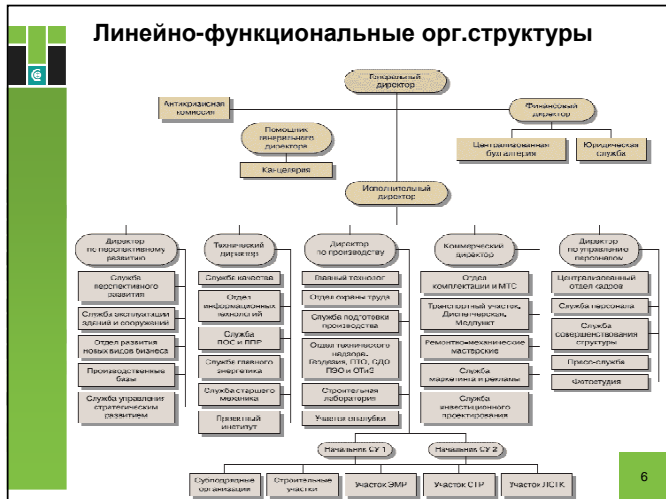 Линейно-функциональные орг.структуры
Генеральный
директор
Антикризисная
комиссия
Финансовый
директор
Помощник
генерального
директора
Централизованная
бухгалтерия
Юридическая
служба
Канцелярия
Исполнительный
директор
Директор
по перспективному
развитию
Служба
перспективного
развития
Служба эксплуатации
зданий и сооружений
Отдел развития
новых видов бизнеса
Производственные
базы
Служба управления
стратегическим
развитием
Технический
директор
Служба качества
Отдел
информационных
технологий
Служба
ПОС и ППР
Служба главного
энергетика
Служба старшего
механика
Проектный
институт
Директор
по производству
Главный технолог
Отдел охраны труда
Служба подготовки
производства
Отдел технического
надзора,
Геодезия, ПТО, СДО
ПЭО и ОТиЗ
Строительная
лаборатория
Участок опалубки
Коммерческий
директор
Отдел
комплектации и МТС
Транспортный участок,
Диспетчерская,
Медпункт
Ремонтно-механические
мастерские
Служба
маркетинга и рекламы
Служба
инвестиционного
проектирования
Директор
по управлению
персоналом
Централизованный
отдел кадров
Служба персонала
Служба
совершенствования
структуры
Пресс-служба
Фотостудия
Начальник СУ 1
Начальник СУ 2
Субподрядные
организации
Строительные
участки
Участок ЭМР
Участок СТР
Участок ЛСТК
6